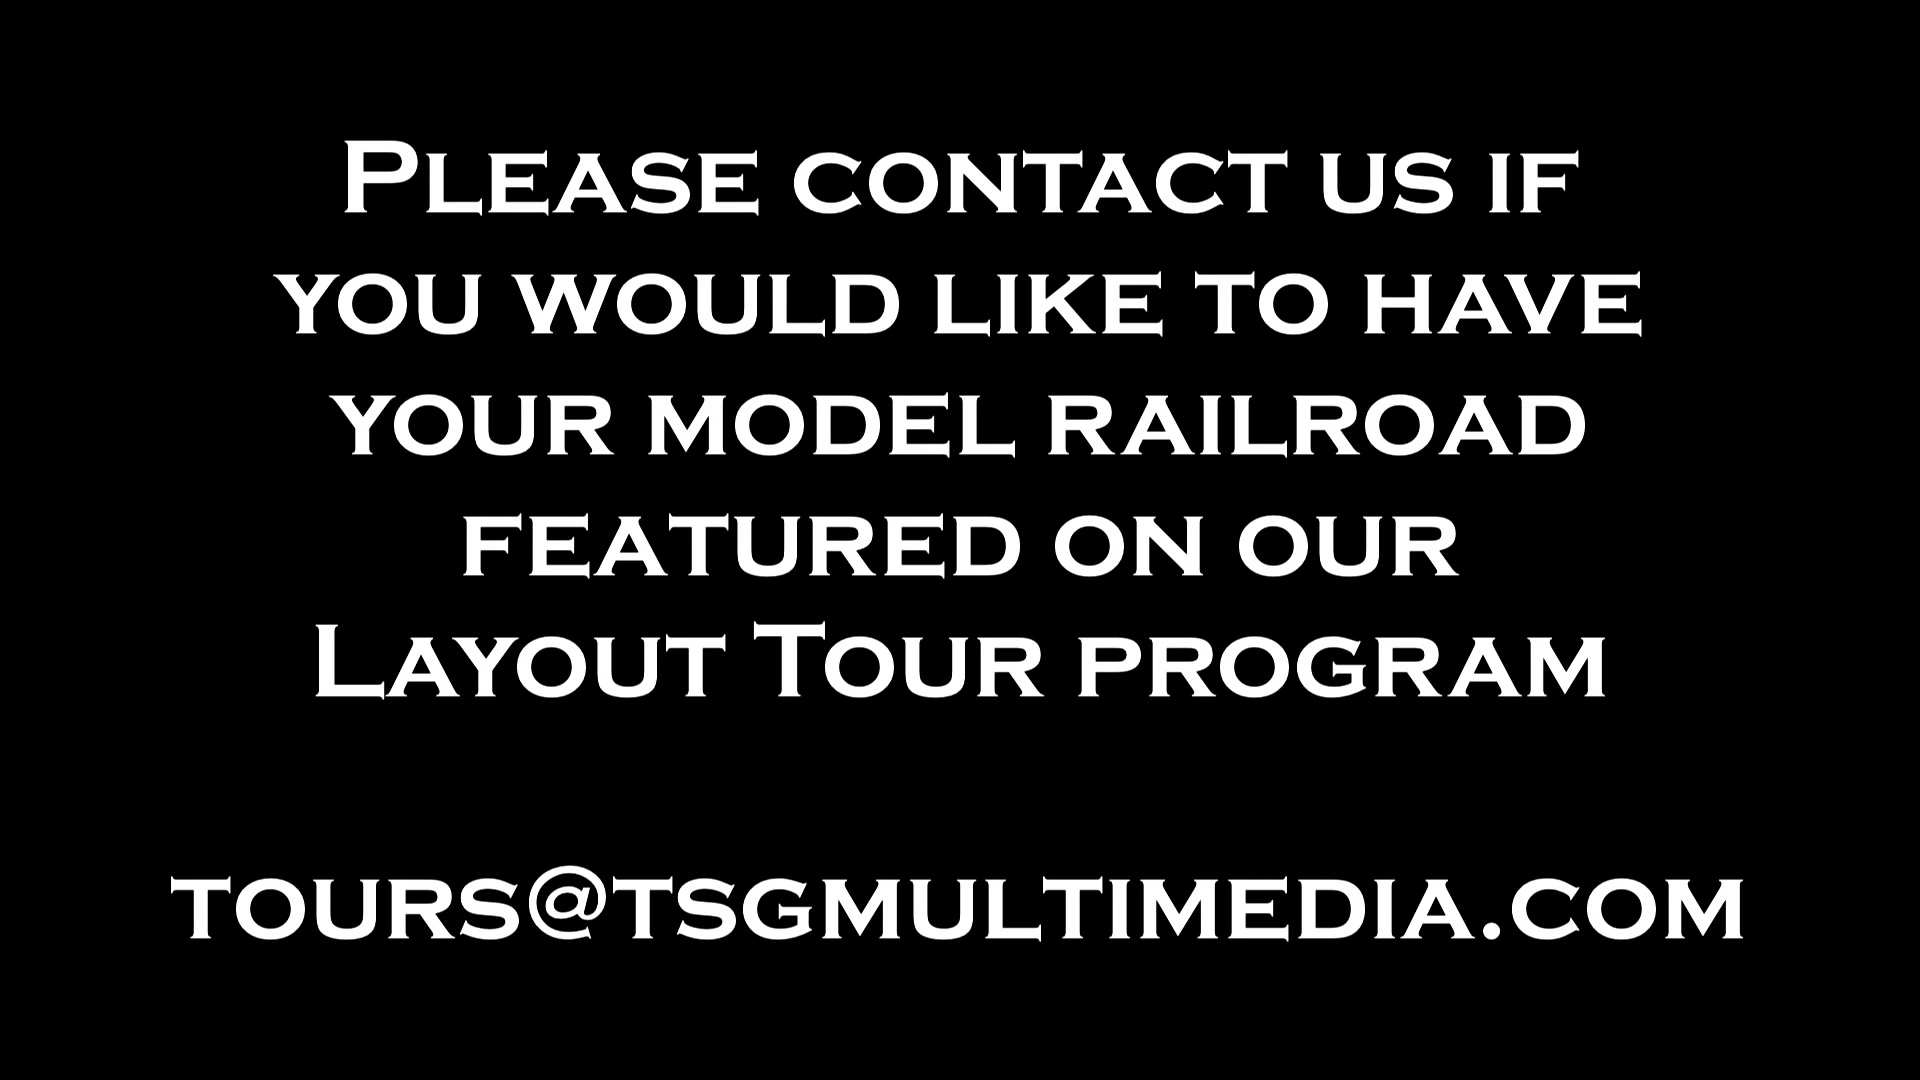 Please contact us if
you would like to have
your model railroad
featured on our
Layout Tour program
tours@tsgmultimedia.com